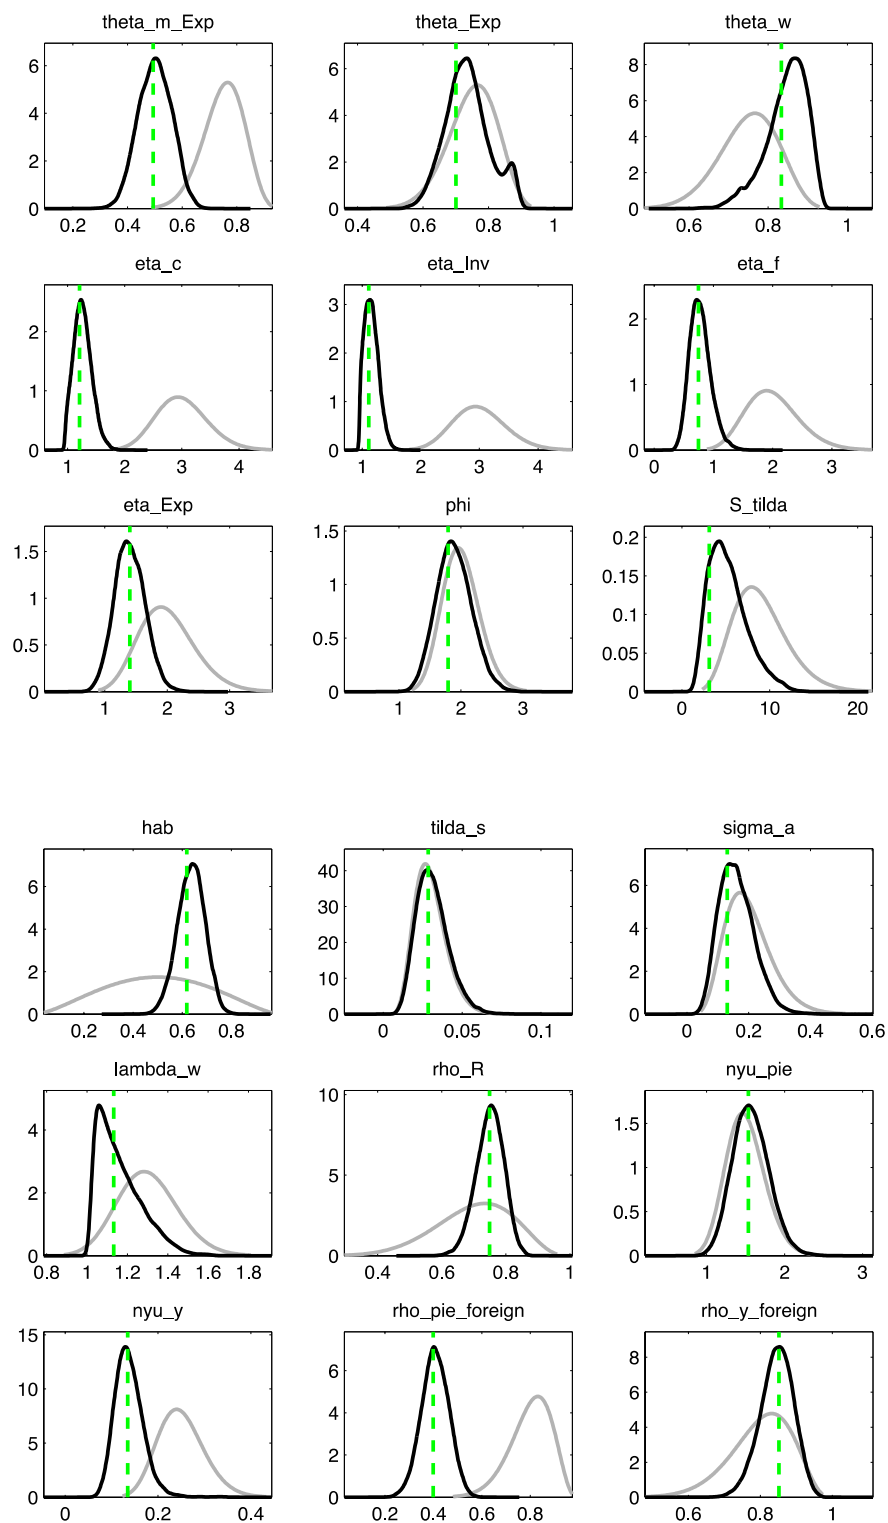 theta_m_Exp theta_Exp theta_w
6 4 2 0
0.2 0.4 0.6 0.8
6 4 2 0
0.4 0.6 0.8 1
8 6 4 2 0
0.6 0.8 1
eta_c eta_Inv eta_f
2 1 0
1 2 3 4
3 2 1 0
1 2 3 4
2 1 0
0 1 2 3
eta_Exp phi S_tilda
1.5 1 0.5 0
1 2 3
1.5 1 0.5 0
1 2 3
0.2 0.15 0.1 0.05 0
0 10 20
hab tilda_s sigma_a
6 4 2 0
0.2 0.4 0.6 0.8
40 30 20 10 0
0 0.05 0.1
6 4 2 0
0 0.2 0.4 0.6
lambda_w rho_R nyu_pie
4 2 0
0.8 1 1.2 1.4 1.6 1.8
10 5 0
0.4 0.6 0.8 1
1.5 1 0.5 0
1 2 3
nyu_y rho_pie_foreign rho_y_foreign
15 10 5 0
0 0.2 0.4
6 4 2 0
0.2 0.4 0.6 0.8
8 6 4 2 0
0.6 0.8 1